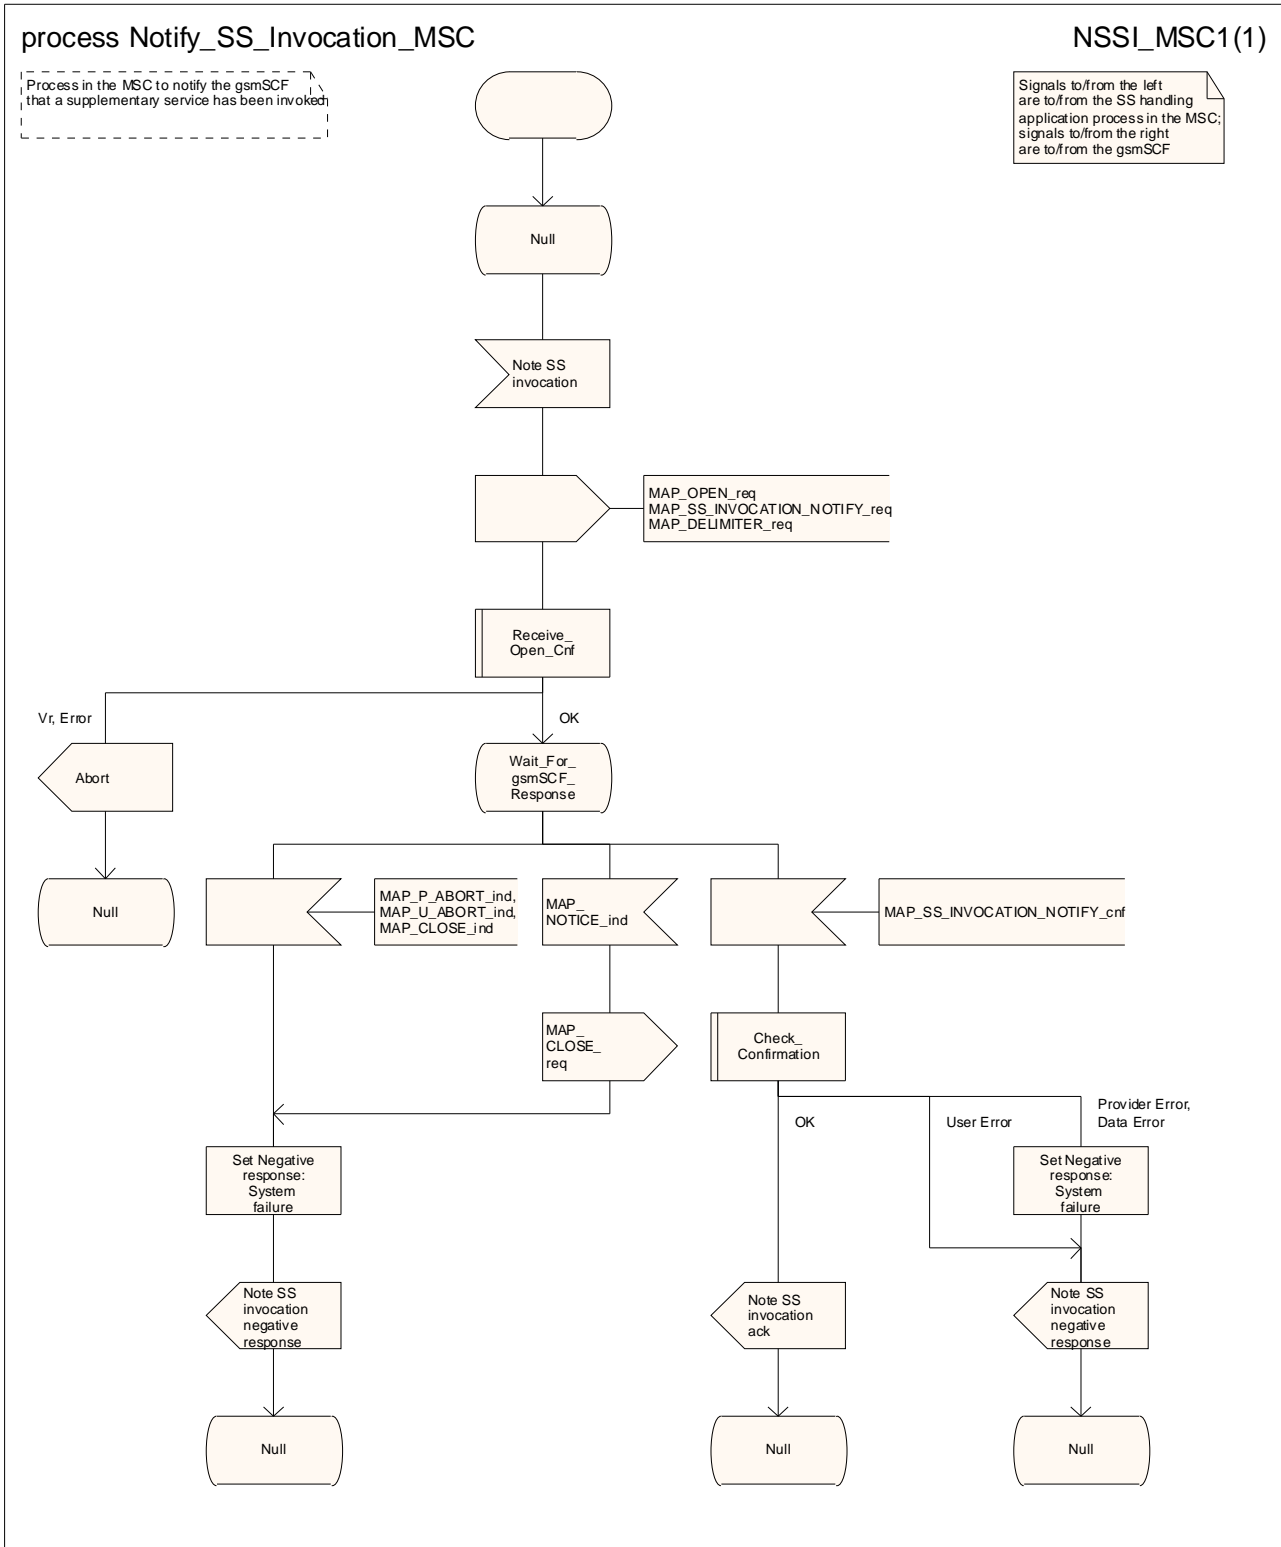 process Notify_SS_Invocation_MSC
NSSI_MSC1(1)
Process in the MSC to notify the gsmSCF
that a supplementary service has been invoked
Signals to/from the left
are to/from the SS handling
application process in the MSC;
signals to/from the right
are to/from the gsmSCF
Null
Note SS
invocation
MAP_OPEN_req
MAP_SS_INVOCATION_NOTIFY_req
MAP_DELIMITER_req
Receive_
Open_Cnf
Vr, Error
OK
Abort
Wait_For_
gsmSCF_
Response
Null
MAP_P_ABORT_ind,
MAP_U_ABORT_ind,
MAP_CLOSE_ind
MAP_
NOTICE_ind
MAP_SS_INVOCATION_NOTIFY_cnf
MAP_
CLOSE_
req
Check_
Confirmation
OK
User Error
Provider Error,
Data Error
Set Negative
response:
System
failure
Set Negative
response:
System
failure
Note SS
invocation
negative
response
Note SS
invocation
ack
Note SS
invocation
negative
response
Null
Null
Null